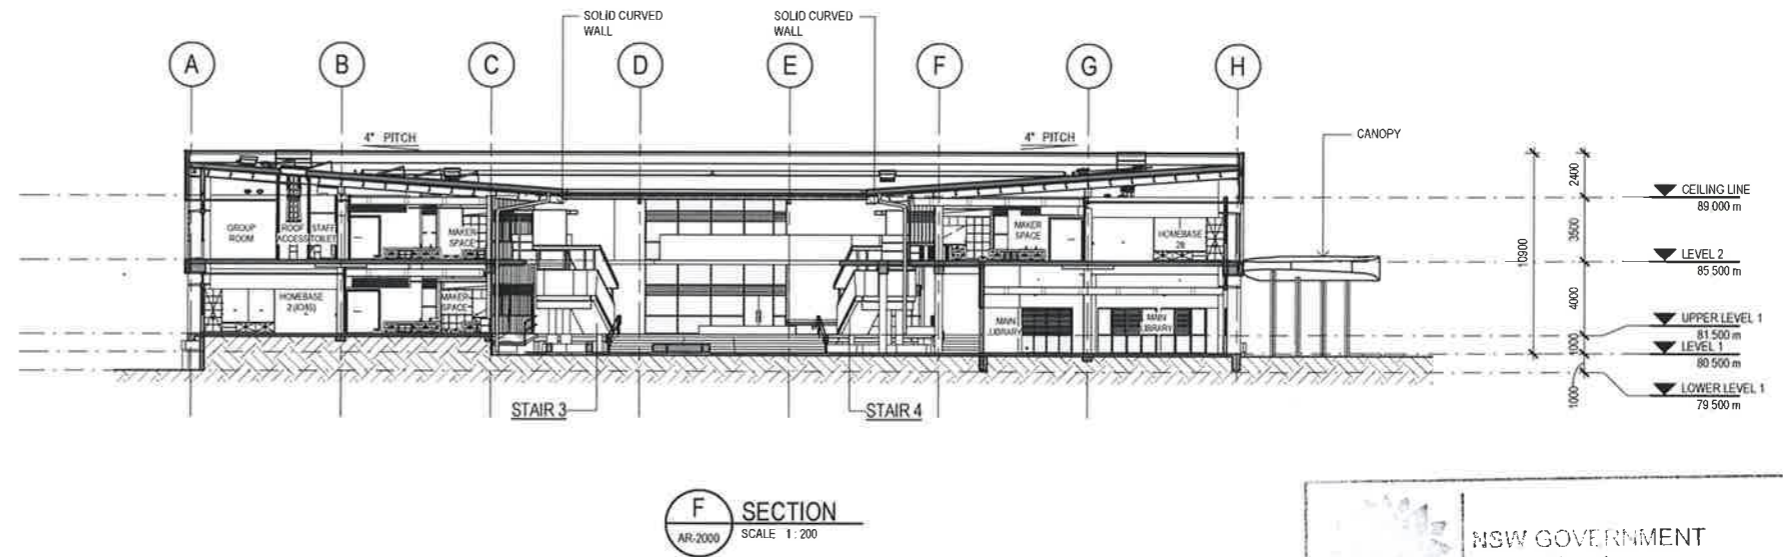 SOLID CURVED
WALL
SOLID CURVED
WALL
A
B
C
D
E
F
G
H
4° PITCH
4° PITCH
CANOPY
2400
3500
10900
4000
1000
1000
CEILING LINE
89 000 m
LEVEL 2
85 500 m
UPPER LEVEL 1
81 500 m
LEVEL 1
80 500 m
LOWER LEVEL 1
79 500 m
GROUP
ROOM
ROOF
ACCESS
STAFF
TOILET
MAKER
SPACE
MAKER
SPACE
HOMEBASE
HOMEBASE
MAKER
SPACE
MAIN
LIBRARY
MAIN
LIBRARY
STAIR 3
STAIR 4
F
AR-2000
SECTION
SCALE 1 : 200
NSW GOVERNMENT